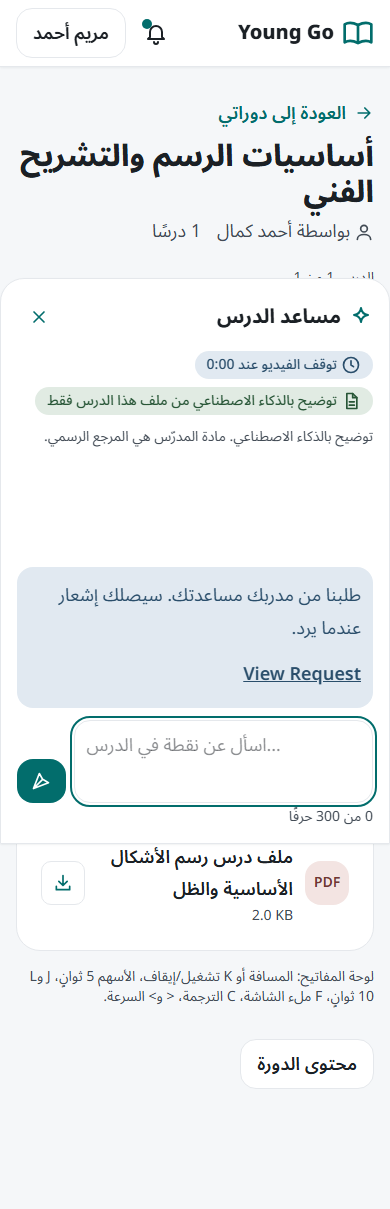 Young Go
مريم أحمد
العودة إلى دوراتي
أساسيات الرسم والتشريح
الفني
بواسطة أحمد كمال
1 درسًا
الدرس 1 من 1
مساعد الدرس
توقف الفيديو عند 0:00
توضيح بالذكاء الاصطناعي من ملف هذا الدرس فقط
توضيح بالذكاء الاصطناعي. مادة المدرّس هي المرجع الرسمي.
طلبنا من مدربك مساعدتك. سيصلك إشعار
عندما يرد.
View Request
اسأل عن نقطة في الدرس...
0 من 300 حرفًا
PDF
ملف درس رسم الأشكال
الأساسية والظل
2.0 KB
لوحة المفاتيح: المسافة أو K تشغيل/إيقاف، الأسهم 5 ثوانٍ، J وL
10 ثوانٍ، F ملء الشاشة، C الترجمة، < و> السرعة.
محتوى الدورة